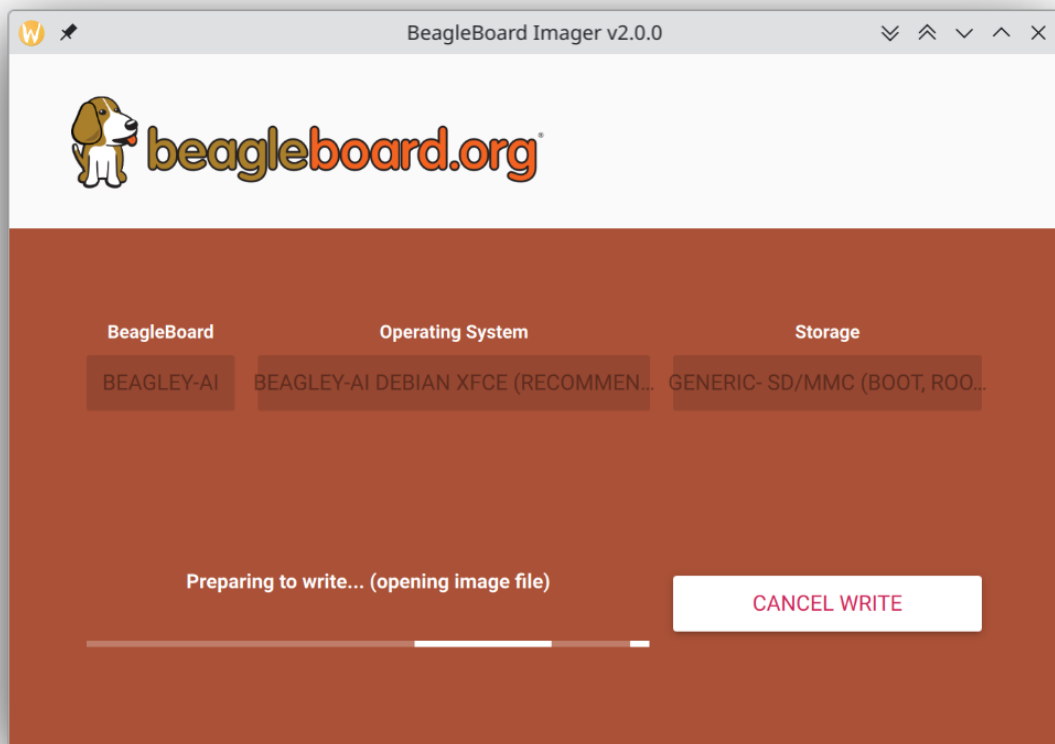 BeagleBoard Imager v2.0.0
beagleboard.org®
BeagleBoard
Operating System
Storage
BEAGLEY-AI
BEAGLEY-AI DEBIAN XFCE (RECOMMEN...
GENERIC- SD/MMC (BOOT, ROO...
Preparing to write... (opening image file)
CANCEL WRITE